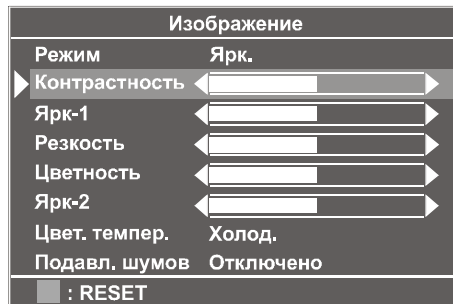 Изображение
Режим Ярк.
Контрастность
Ярк-1
Резкость
Цветность
Ярк-2
Цвет. темпер. Холод.
Подавл. шумов Отключено
: RESET